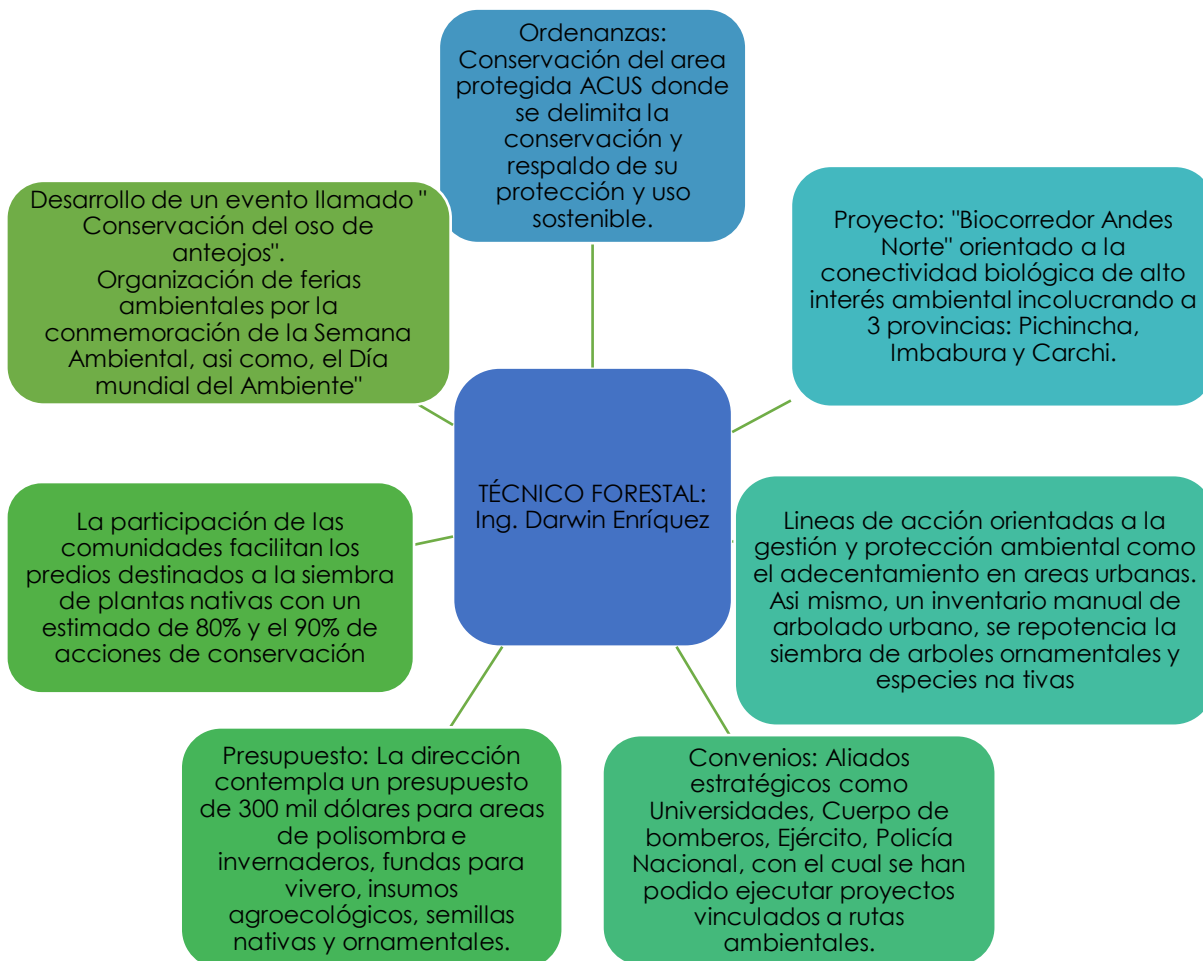 Ordenanzas:
Conservación del area
protegida ACUS donde
se delimita la
conservación y
respaldo de su
protección y uso
sostenible.
Proyecto: "Biocorredor Andes
Norte" orientado a la
conectividad biológica de alto
interés ambiental incolucrando a
3 provincias: Pichincha,
Imbabura y Carchi.
Lineas de acción orientadas a la
gestión y protección ambiental como
el adecentamiento en areas urbanas.
Asi mismo, un inventario manual de
arbolado urbano, se repotencia la
siembra de arboles ornamentales y
especies na tivas
Convenios: Aliados
estratégicos como
Universidades, Cuerpo de
bomberos, Ejército, Policía
Nacional, con el cual se han
podido ejecutar proyectos
vinculados a rutas
ambientales.
Presupuesto: La dirección
contempla un presupuesto
de 300 mil dólares para areas
de polisombra e
invernaderos, fundas para
vivero, insumos
agroecológicos, semillas
nativas y ornamentales.
La participación de las
comunidades facilitan los
predios destinados a la siembra
de plantas nativas con un
estimado de 80% y el 90% de
acciones de conservación
Desarrollo de un evento llamado "
Conservación del oso de
anteojos".
Organización de ferias
ambientales por la
conmemoración de la Semana
Ambiental, asi como, el Día
mundial del Ambiente"
TÉCNICO FORESTAL:
Ing. Darwin Enríquez